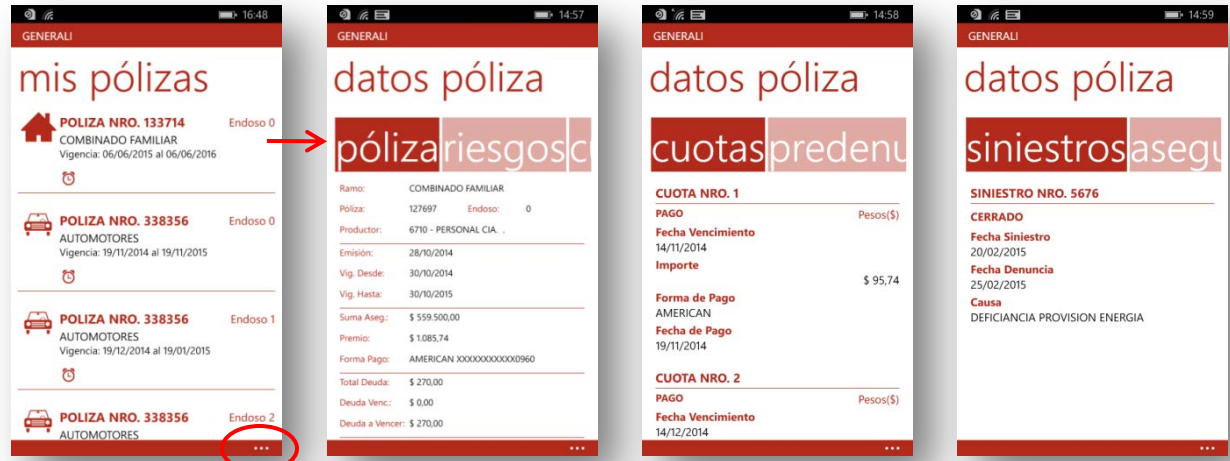 16:48
GENERALI
mis pólizas
POLIZA NRO. 133714 Endoso 0
COMBINADO FAMILIAR
Vigencia: 06/06/2015 al 06/06/2016
POLIZA NRO. 338356 Endoso 0
AUTOMOTORES
Vigencia: 19/11/2014 al 19/11/2015
POLIZA NRO. 338356 Endoso 1
AUTOMOTORES
Vigencia: 19/12/2014 al 19/01/2015
POLIZA NRO. 338356 Endoso 2
AUTOMOTORES
14:57
GENERALI
datos póliza
póliza riesgos cu
Ramo: COMBINADO FAMILIAR
Póliza: 127697 Endoso: 0
Productor: 6710 - PERSONAL CIA. .
Emisión: 28/10/2014
Vig. Desde: 30/10/2014
Vig. Hasta: 30/10/2015
Suma Aseg.: $ 559.500,00
Premio: $ 1.085,74
Forma Pago: AMERICAN XXXXXXXXXXX0960
Total Deuda: $ 270,00
Deuda Venc.: $ 0,00
Deuda a Vencer: $ 270,00
14:58
GENERALI
datos póliza
cuotas predenu
CUOTA NRO. 1
PAGO Pesos($)
Fecha Vencimiento
14/11/2014
Importe
$ 95,74
Forma de Pago
AMERICAN
Fecha de Pago
19/11/2014
CUOTA NRO. 2
PAGO Pesos($)
Fecha Vencimiento
14/12/2014
14:59
GENERALI
datos póliza
siniestros asegu
SINIESTRO NRO. 5676
CERRADO
Fecha Siniestro
20/02/2015
Fecha Denuncia
25/02/2015
Causa
DEFICIANCIA PROVISION ENERGIA